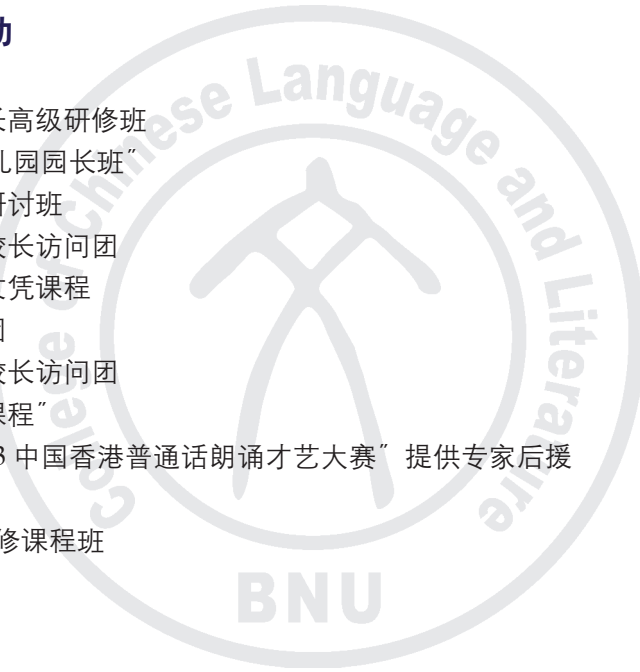 动
长高级研修班
儿园园长班″
研讨班
校长访问团
文凭课程
团
校长访问团
课程″
3 中国香港普通话朗诵才艺大赛″ 提供专家后援
修课程班
College of Chinese Language and Literature
BNU